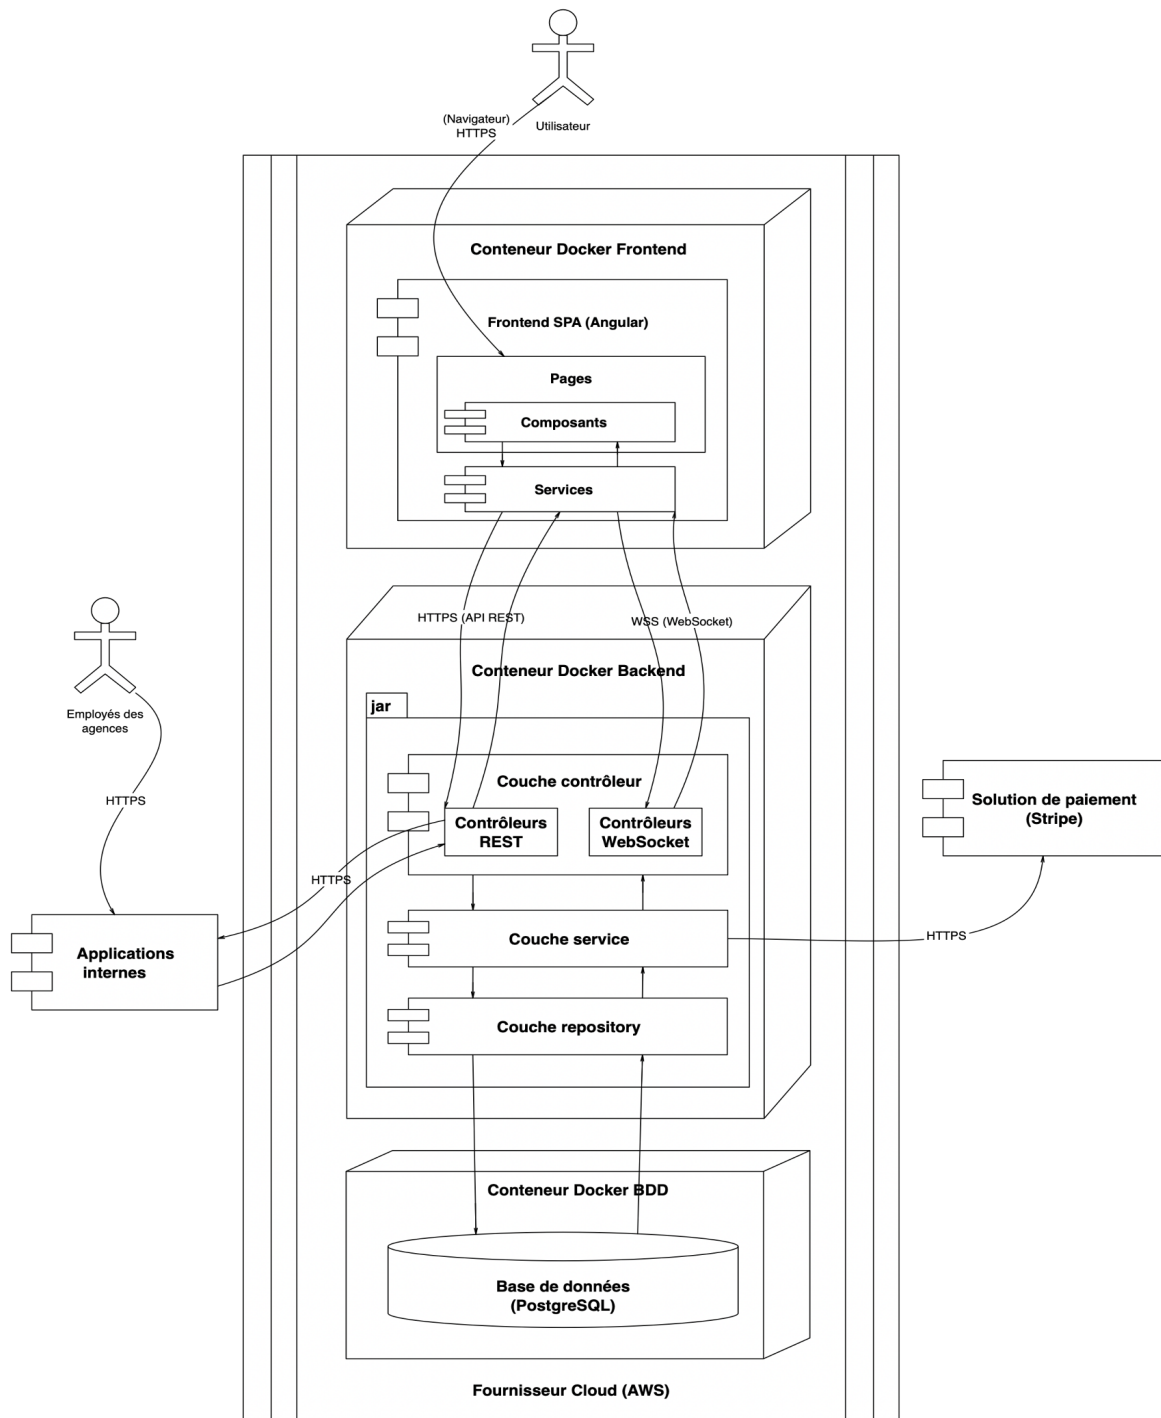 (Navigateur)
HTTPS
Utilisateur
Conteneur Docker Frontend
Frontend SPA (Angular)
Pages
Composants
Services
HTTPS (API REST)
WSS (WebSocket)
Employés des
agences
HTTPS
Conteneur Docker Backend
jar
Couche contrôleur
Contrôleurs
REST
Contrôleurs
WebSocket
Solution de paiement
(Stripe)
HTTPS
Applications
internes
Couche service
HTTPS
Couche repository
Conteneur Docker BDD
Base de données
(PostgreSQL)
Fournisseur Cloud (AWS)